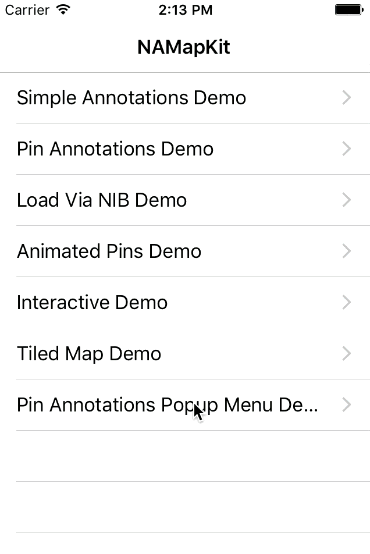 Carrier 2:13 PM
NAMapKit
Simple Annotations Demo
Pin Annotations Demo
Load Via NIB Demo
Animated Pins Demo
Interactive Demo
Tiled Map Demo
Pin Annotations Popup Menu De...